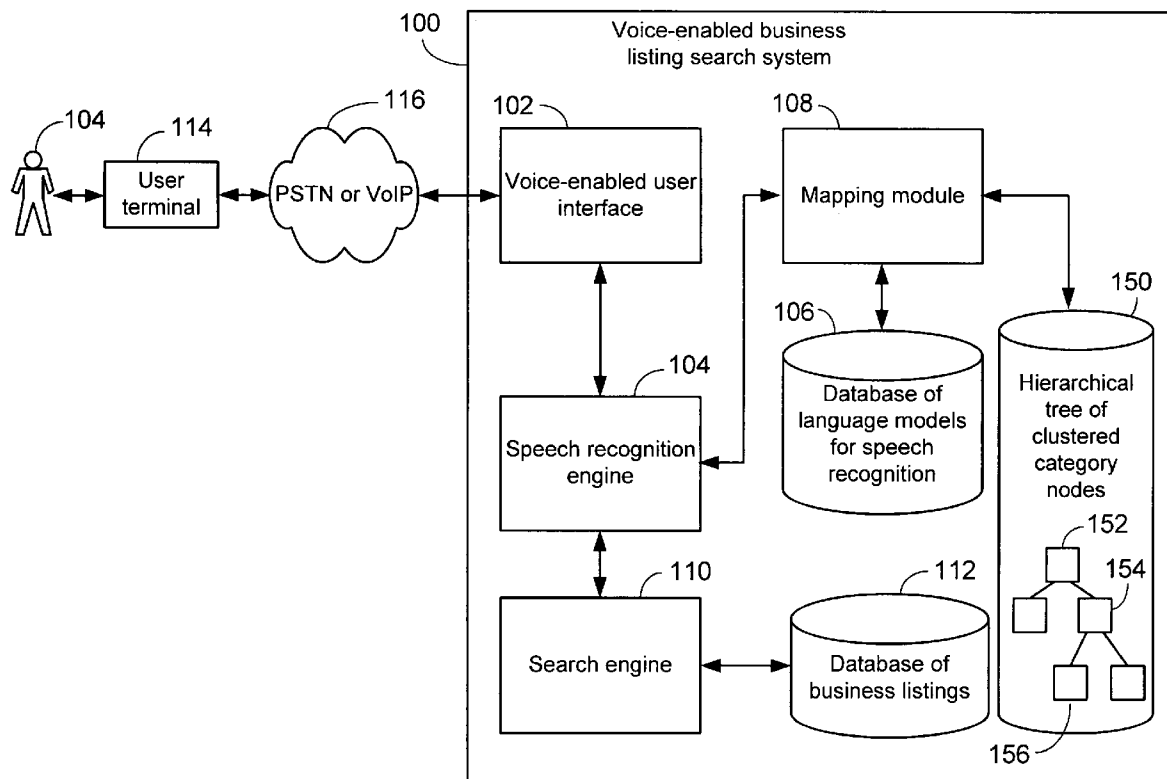 100
Voice-enabled business
listing search system
104
114
116
102
108
User
terminal
PSTN or VoIP
Voice-enabled user
interface
Mapping module
106
150
104
Speech recognition
engine
Database of
language models
for speech
recognition
Hierarchical
tree of
clustered
category
nodes
152
154
110
112
Search engine
Database of
business listings
156